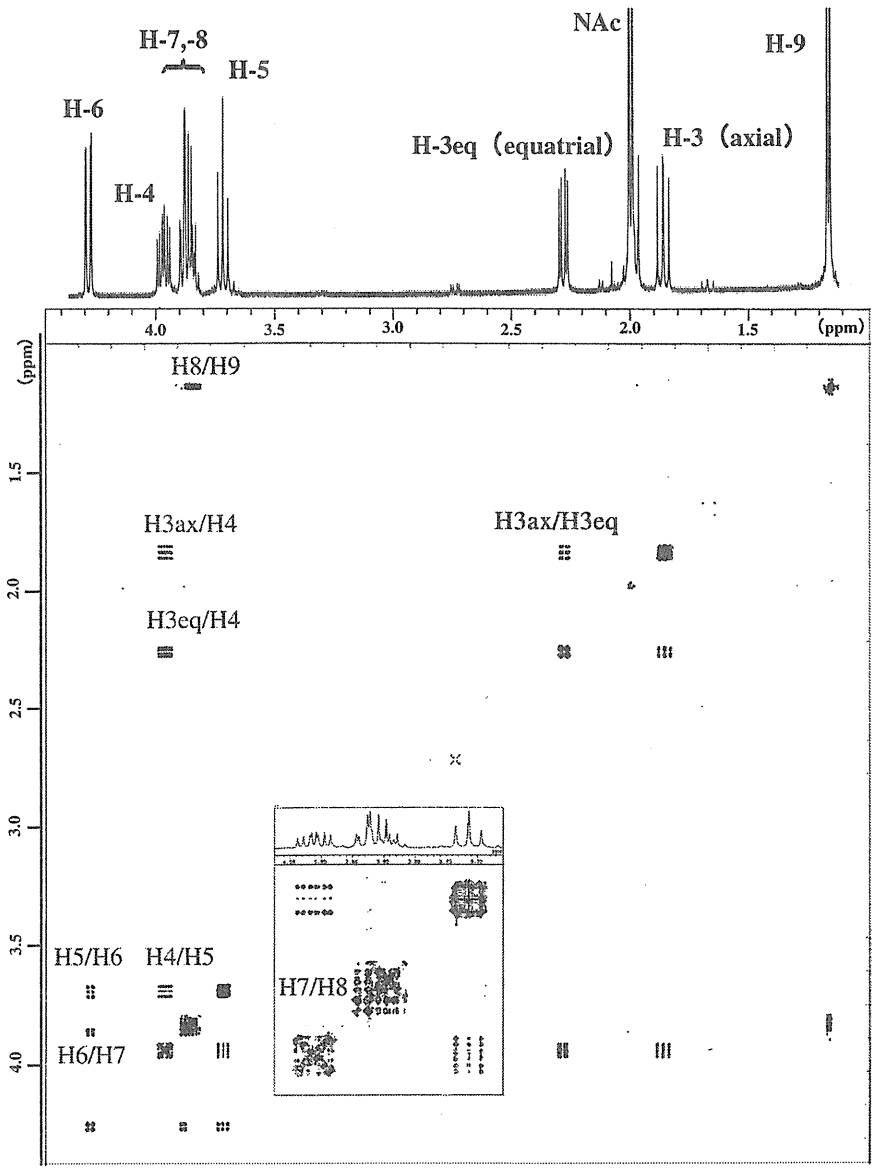 NAc
H-7,-8
H-9
H-5
H-6
H-3eq (equatrial)
H-3 (axial)
H-4
4.0 3.5 3.0 2.5 2.0 1.5 (ppm)
(ppm)
H8/H9
1.5
H3ax/H4
H3ax/H3eq
2.0
H3eq/H4
2.5
3.0
3.5
H5/H6
H4/H5
H7/H8
H6/H7
4.0